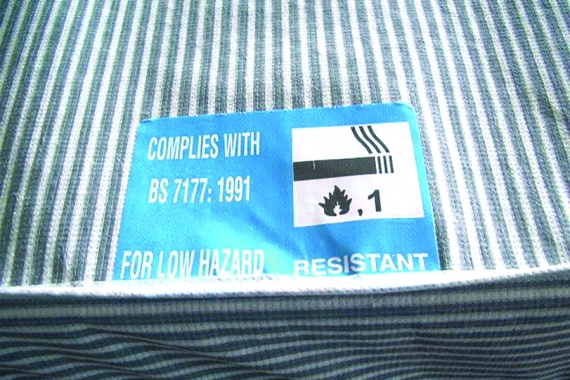 COMPLIES WITH
BS 7177: 1991
, 1
FOR LOW HAZARD
RESISTANT